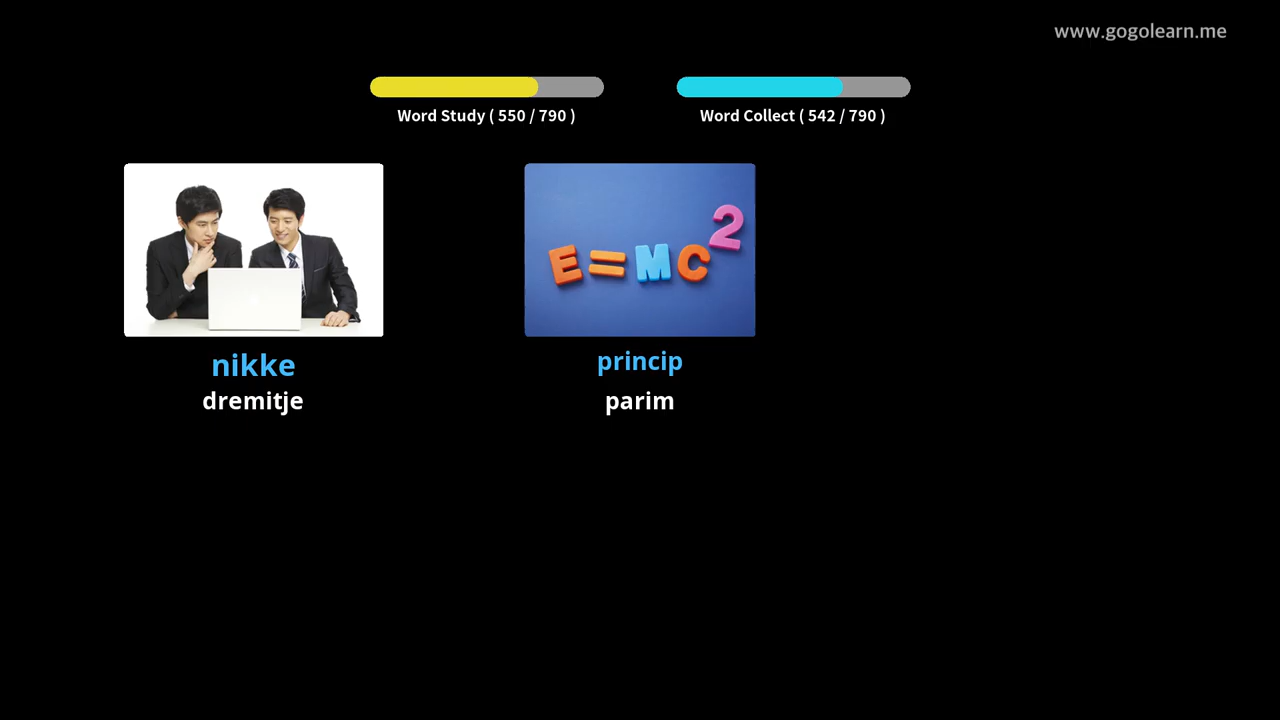 www.gogolearn.me
Word Study ( 550 / 790 )
Word Collect ( 542 / 790 )
E=MC2
nikke
dremitje
princip
parim